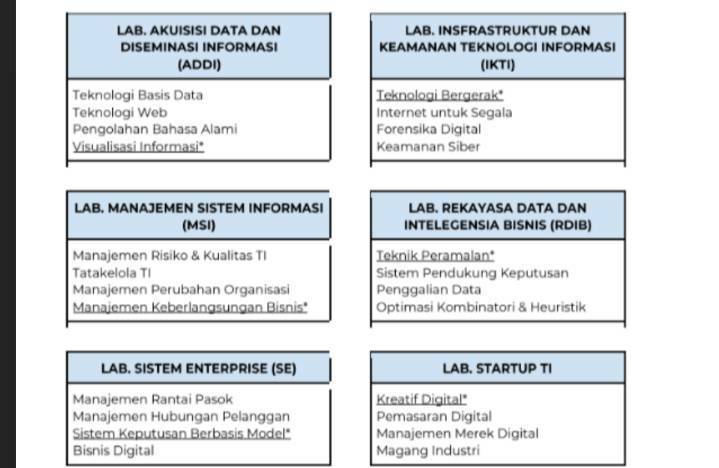 LAB. AKUISISI DATA DAN
DISEMINASI INFORMASI
(ADDI)
Teknologi Basis Data
Teknologi Web
Pengolahan Bahasa Alami
Visualisasi Informasi*
LAB. INSFRASTRUKTUR DAN
KEAMANAN TEKNOLOGI INFORMASI
(IKTI)
Teknologi Bergerak*
Internet untuk Segala
Forensika Digital
Keamanan Siber
LAB. MANAJEMEN SISTEM INFORMASI
(MSI)
Manajemen Risiko & Kualitas TI
Tatakelola TI
Manajemen Perubahan Organisasi
Manajemen Keberlangsungan Bisnis*
LAB. REKAYASA DATA DAN
INTELEGENSIA BISNIS (RDIB)
Teknik Peramalan*
Sistem Pendukung Keputusan
Penggalian Data
Optimasi Kombinatori & Heuristik
LAB. SISTEM ENTERPRISE (SE)
Manajemen Rantai Pasok
Manajemen Hubungan Pelanggan
Sistem Keputusan Berbasis Model*
Bisnis Digital
LAB. STARTUP TI
Kreatif Digital*
Pemasaran Digital
Manajemen Merek Digital
Magang Industri